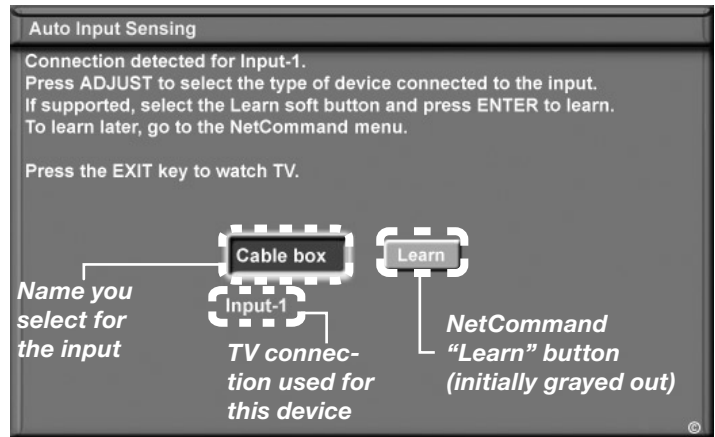 Auto Input Sensing
Connection detected for Input-1.
Press ADJUST to select the type of device connected to the input.
If supported, select the Learn soft button and press ENTER to learn.
To learn later, go to the NetCommand menu.
Press the EXIT key to watch TV.
Cable box
Learn
Input-1
Name you
select for
the input
TV connec-
tion used for
this device
NetCommand
“Learn” button
(initially grayed out)
©